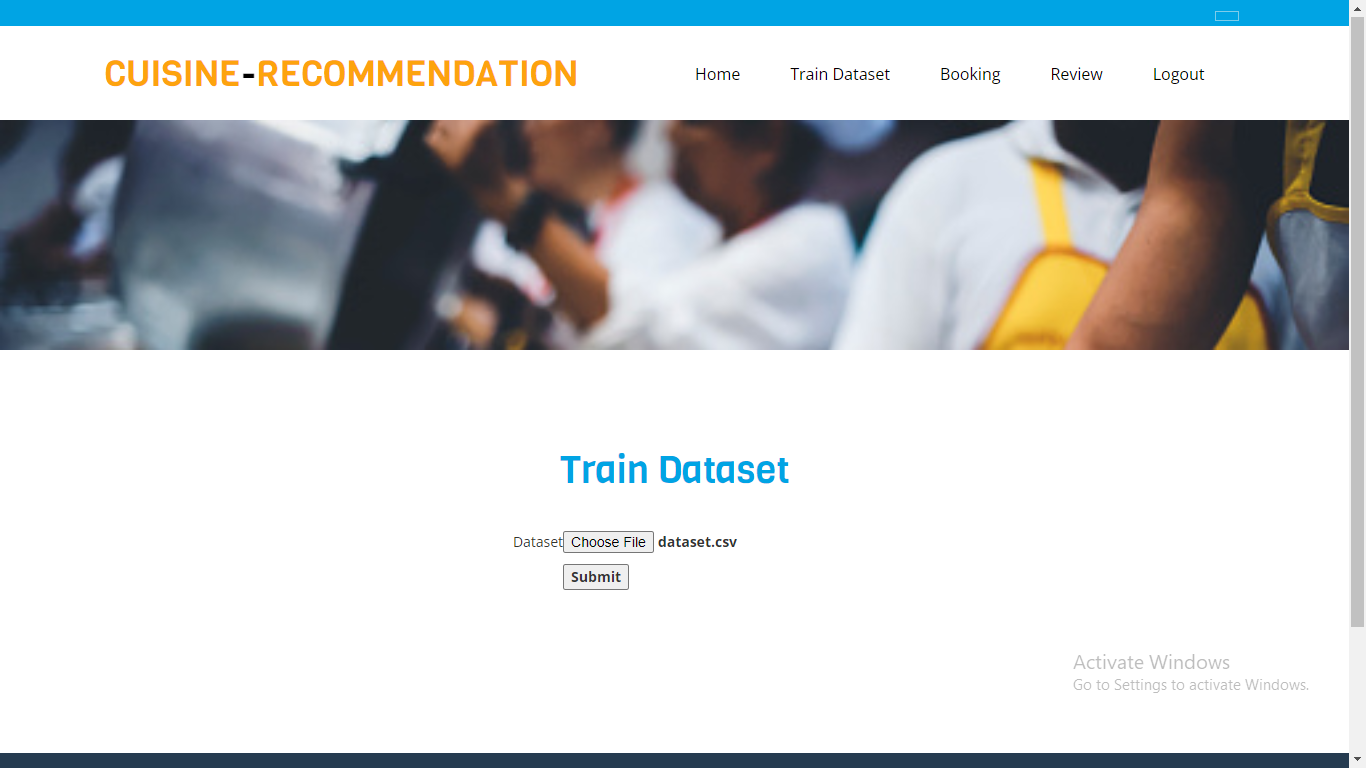 CUISINE-RECOMMENDATION
Home Train Dataset Booking Review Logout
Train Dataset
Dataset Choose File dataset.csv
Submit
Activate Windows
Go to Settings to activate Windows.